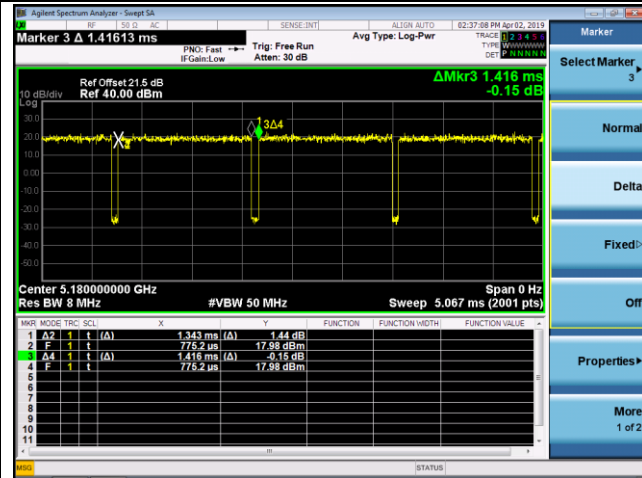 Agilent Spectrum Analyzer - Swept SA
RF 50 Ω AC SENSE:INT ALIGN AUTO 02:37:08 PM Apr 02, 2019
Marker 3 Δ 1.41613 ms
PNO: Fast
IFGain:Low
Trig: Free Run
Atten: 30 dB
Avg Type: Log-Pwr
TRACE 1 2 3 4 5 6
TYPE WWWWWW
DET P N N N N N
10 dB/div
Log
Ref Offset 21.5 dB
Ref 40.00 dBm
ΔMkr3 1.416 ms
-0.15 dB
30.0
20.0
10.0
0.00
-10.0
-20.0
-30.0
-40.0
-50.0
3Δ4
Center 5.180000000 GHz Span 0 Hz
Res BW 8 MHz #VBW 50 MHz Sweep 5.067 ms (2001 pts)
MKR MODE TRC SCL X Y FUNCTION FUNCTION WIDTH FUNCTION VALUE
1 Δ2 1 t (Δ) 1.343 ms (Δ) 1.44 dB
2 F 1 t 775.2 µs 17.98 dBm
3 Δ4 1 t (Δ) 1.416 ms (Δ) -0.15 dB
4 F 1 t 775.2 µs 17.98 dBm
5
6
7
8
9
10
11
MSG STATUS
Marker
Select Marker
3
Normal
Delta
Fixed
Off
Properties
More
1 of 2